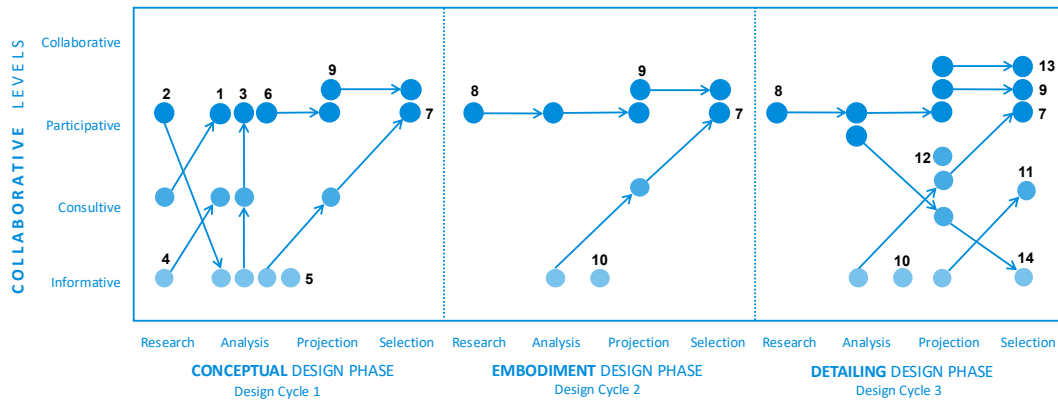 COLLABORATIVE LEVELS
Collaborative
Participative
Consultive
Informative
2
1
3
6
9
7
4
5
8
9
7
10
8
13
9
7
12
11
10
14
Research Analysis Projection Selection
Research Analysis Projection Selection
Research Analysis Projection Selection
CONCEPTUAL DESIGN PHASE
Design Cycle 1
EMBODIMENT DESIGN PHASE
Design Cycle 2
DETAILING DESIGN PHASE
Design Cycle 3